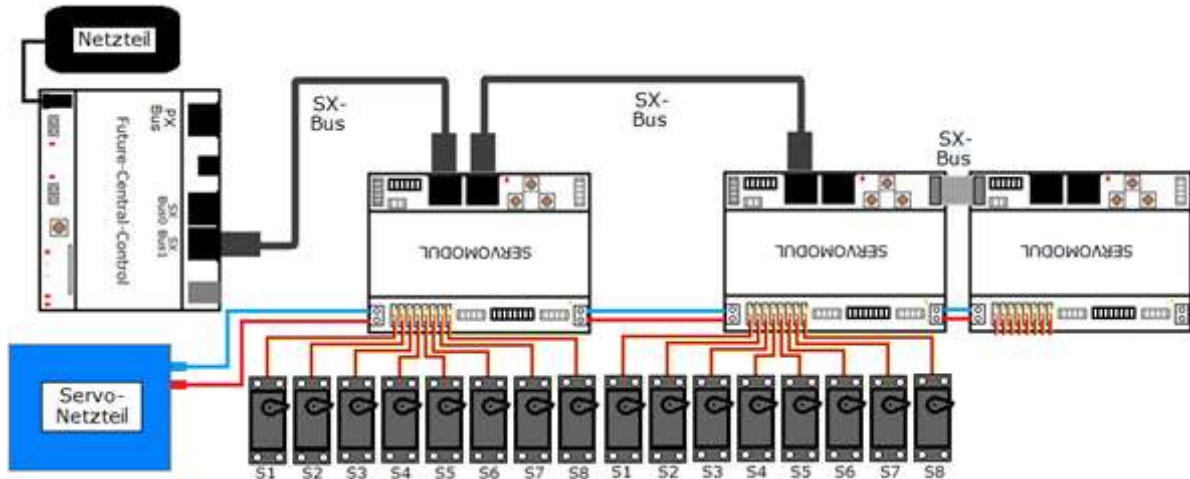 Netzteil
PX
Bus
Future-Central-Control
SX
Bus0
SX
Bus1
SX-
Bus
SX-
Bus
SX-
Bus
SERVOMODUL
SERVOMODUL
SERVOMODUL
Servo-
Netzteil
S1 S2 S3 S4 S5 S6 S7 S8 S1 S2 S3 S4 S5 S6 S7 S8